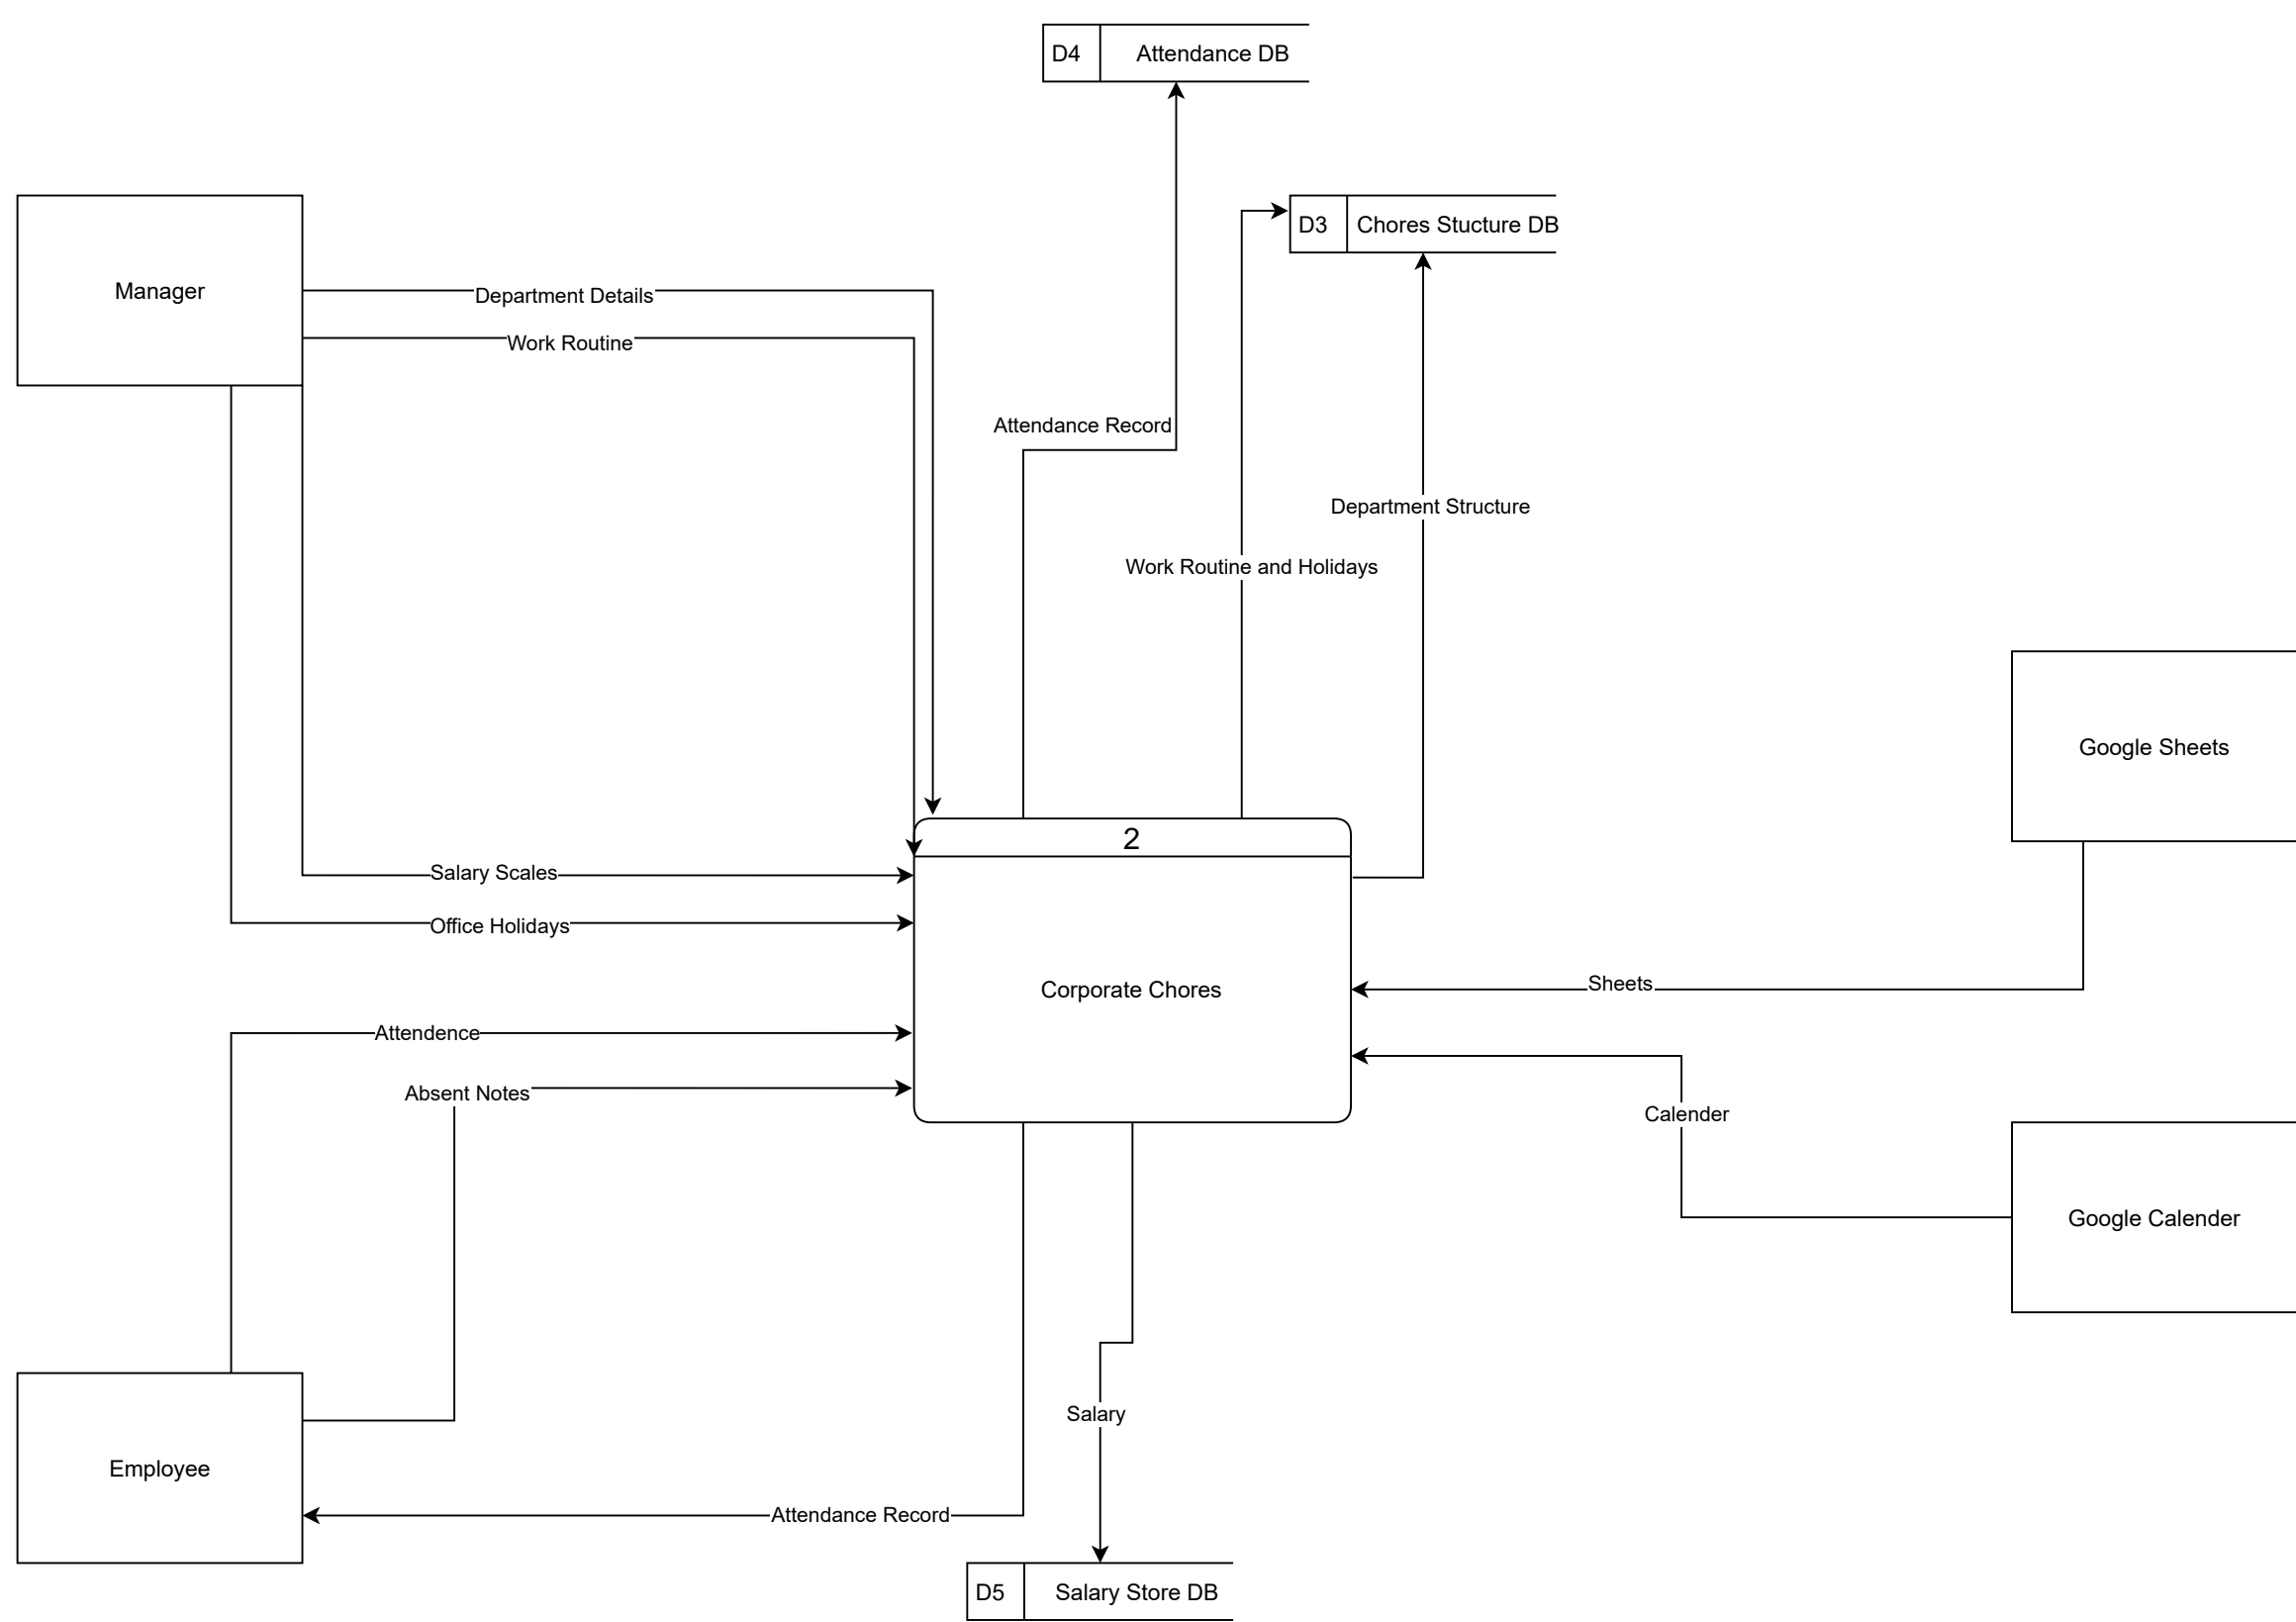 D4
Attendance DB
D3
Chores Stucture DB
Manager
Department Details
Work Routine
Attendance Record
Department Structure
Work Routine and Holidays
Google Sheets
2
Salary Scales
Office Holidays
Corporate Chores
Sheets
Attendence
Absent Notes
Calender
Google Calender
Salary
Employee
Attendance Record
D5
Salary Store DB